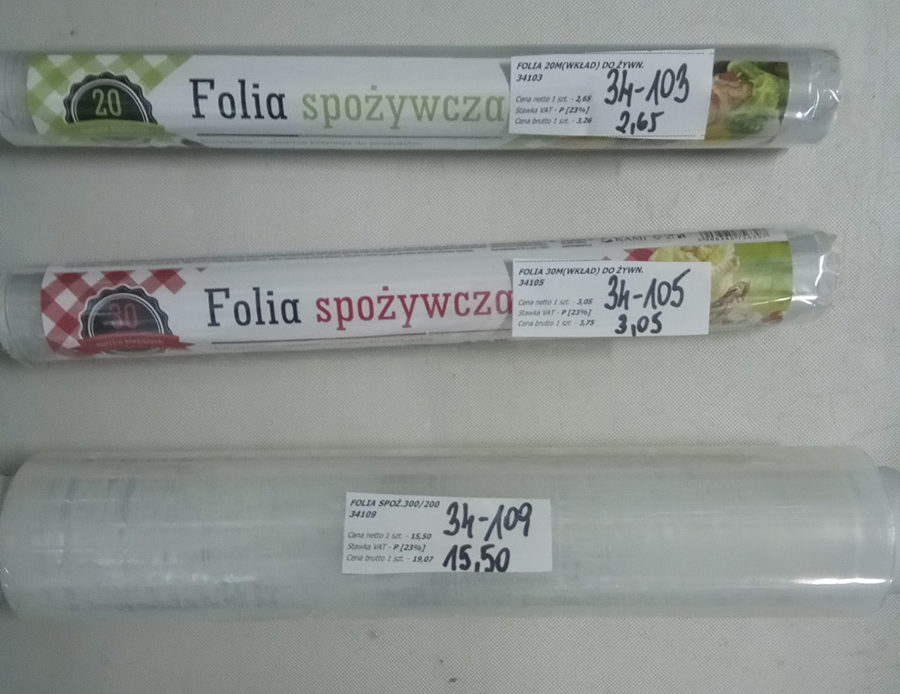 20
Folia spożywcza
FOLIA 20M(WKŁAD) DO ŻYWN.
34103
34-103
Cena netto 1 szt. - 2,65
Stawka VAT - P [23%]
Cena brutto 1 szt. - 3,26
2,65
30
metrów bieżących
Folia spożywcza
FOLIA 30M(WKŁAD) DO ŻYWN.
34105
34-105
Cena netto 1 szt. - 3,05
Stawka VAT - P [23%]
Cena brutto 1 szt. - 3,75
3,05
FOLIA SPOŻ.300/200
34109
34-109
Cena netto 1 szt. - 15,50
Stawka VAT - P [23%]
Cena brutto 1 szt. - 19,07
15,50